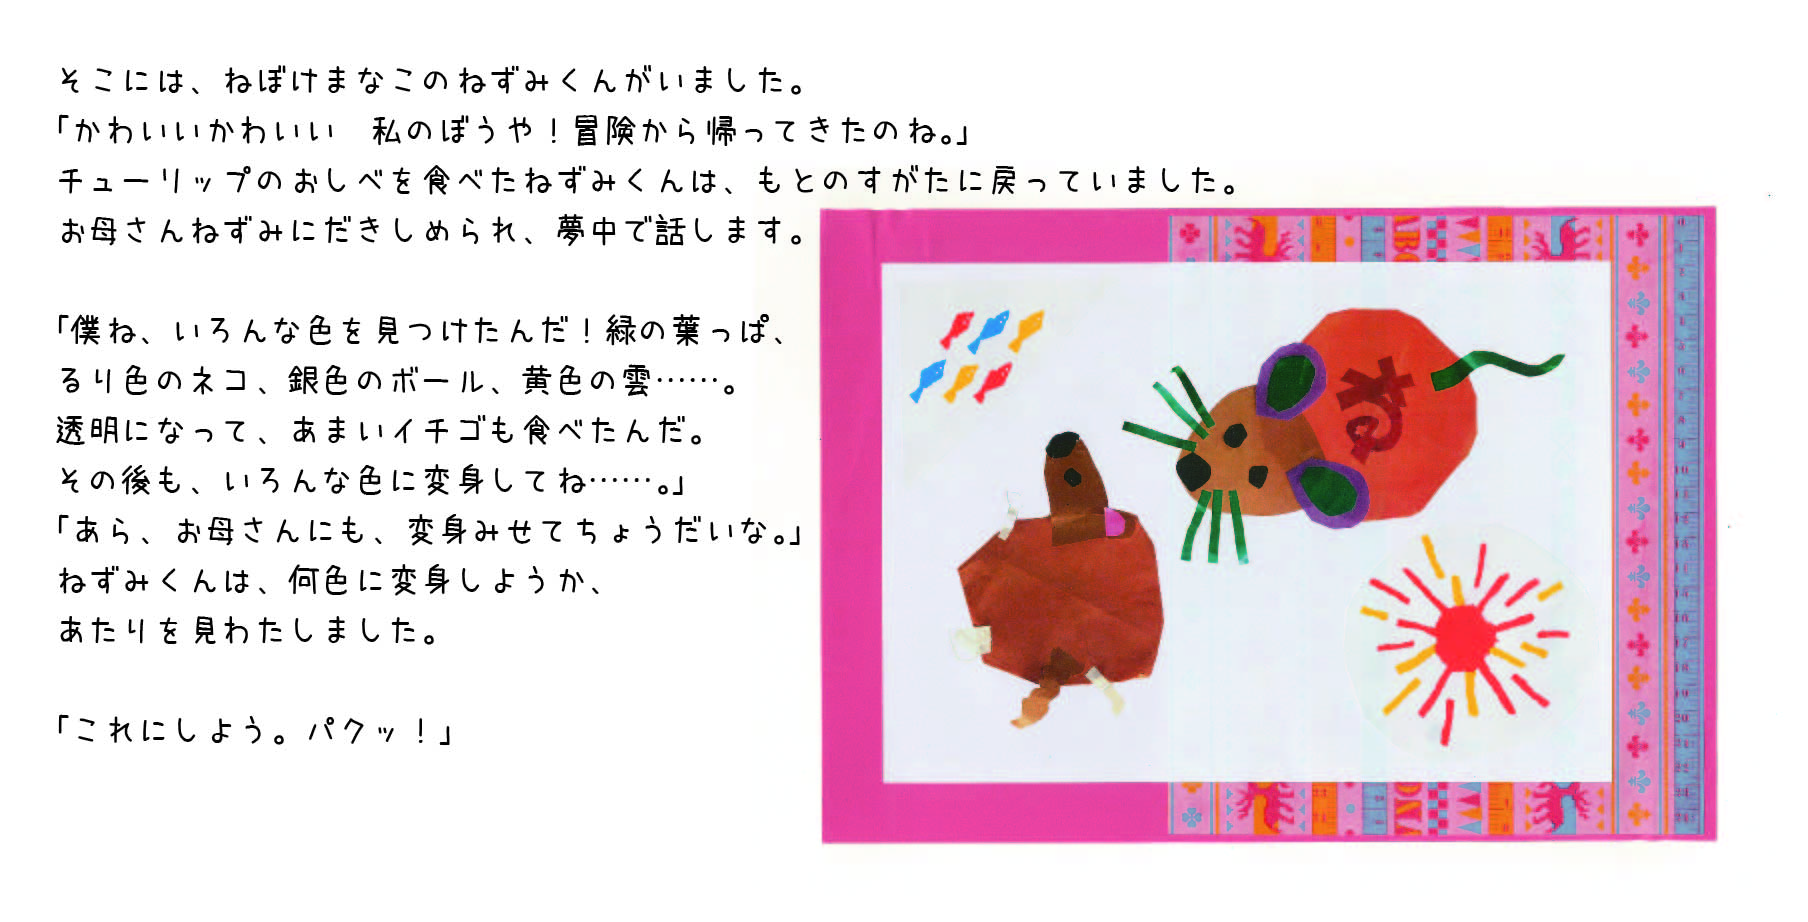 そこには、ねぼけまなこのねずみくんがいました。
「かわいいかわいい　私のぼうや！冒険から帰ってきたのね。」
チューリップのおしべを食べたねずみくんは、もとのすがたに戻っていました。
お母さんねずみにだきしめられ、夢中で話します。
「僕ね、いろんな色を見つけたんだ！緑の葉っぱ、
るり色のネコ、銀色のボール、黄色の雲……。
透明になって、あまいイチゴも食べたんだ。
その後も、いろんな色に変身してね……。」
「あら、お母さんにも、変身みせてちょうだいな。」
ねずみくんは、何色に変身しようか、
あたりを見わたしました。
「これにしよう。パクッ！」
ね